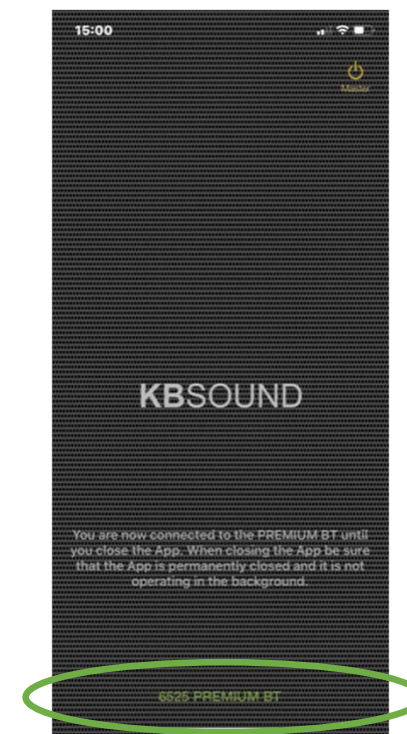 15:00
Master
KBSOUND
You are now connected to the PREMIUM BT until
you close the App. When closing the App be sure
that the App is permanently closed and it is not
operating in the background.
6525 PREMIUM BT